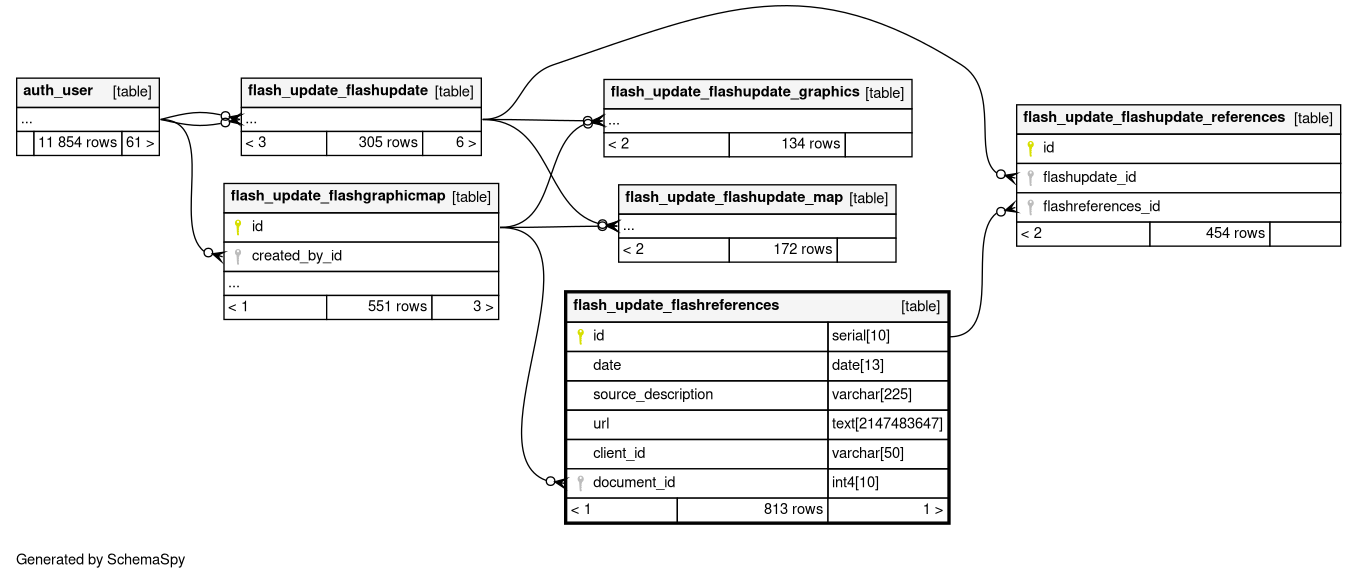 auth_user [table]
...
11 854 rows 61 >
flash_update_flashupdate [table]
...
< 3 305 rows 6 >
flash_update_flashgraphicmap [table]
id
created_by_id
...
< 1 551 rows 3 >
flash_update_flashupdate_graphics [table]
...
< 2 134 rows
flash_update_flashupdate_map [table]
...
< 2 172 rows
flash_update_flashreferences [table]
id serial[10]
date date[13]
source_description varchar[225]
url text[2147483647]
client_id varchar[50]
document_id int4[10]
< 1 813 rows 1 >
flash_update_flashupdate_references [table]
id
flashupdate_id
flashreferences_id
< 2 454 rows
Generated by SchemaSpy